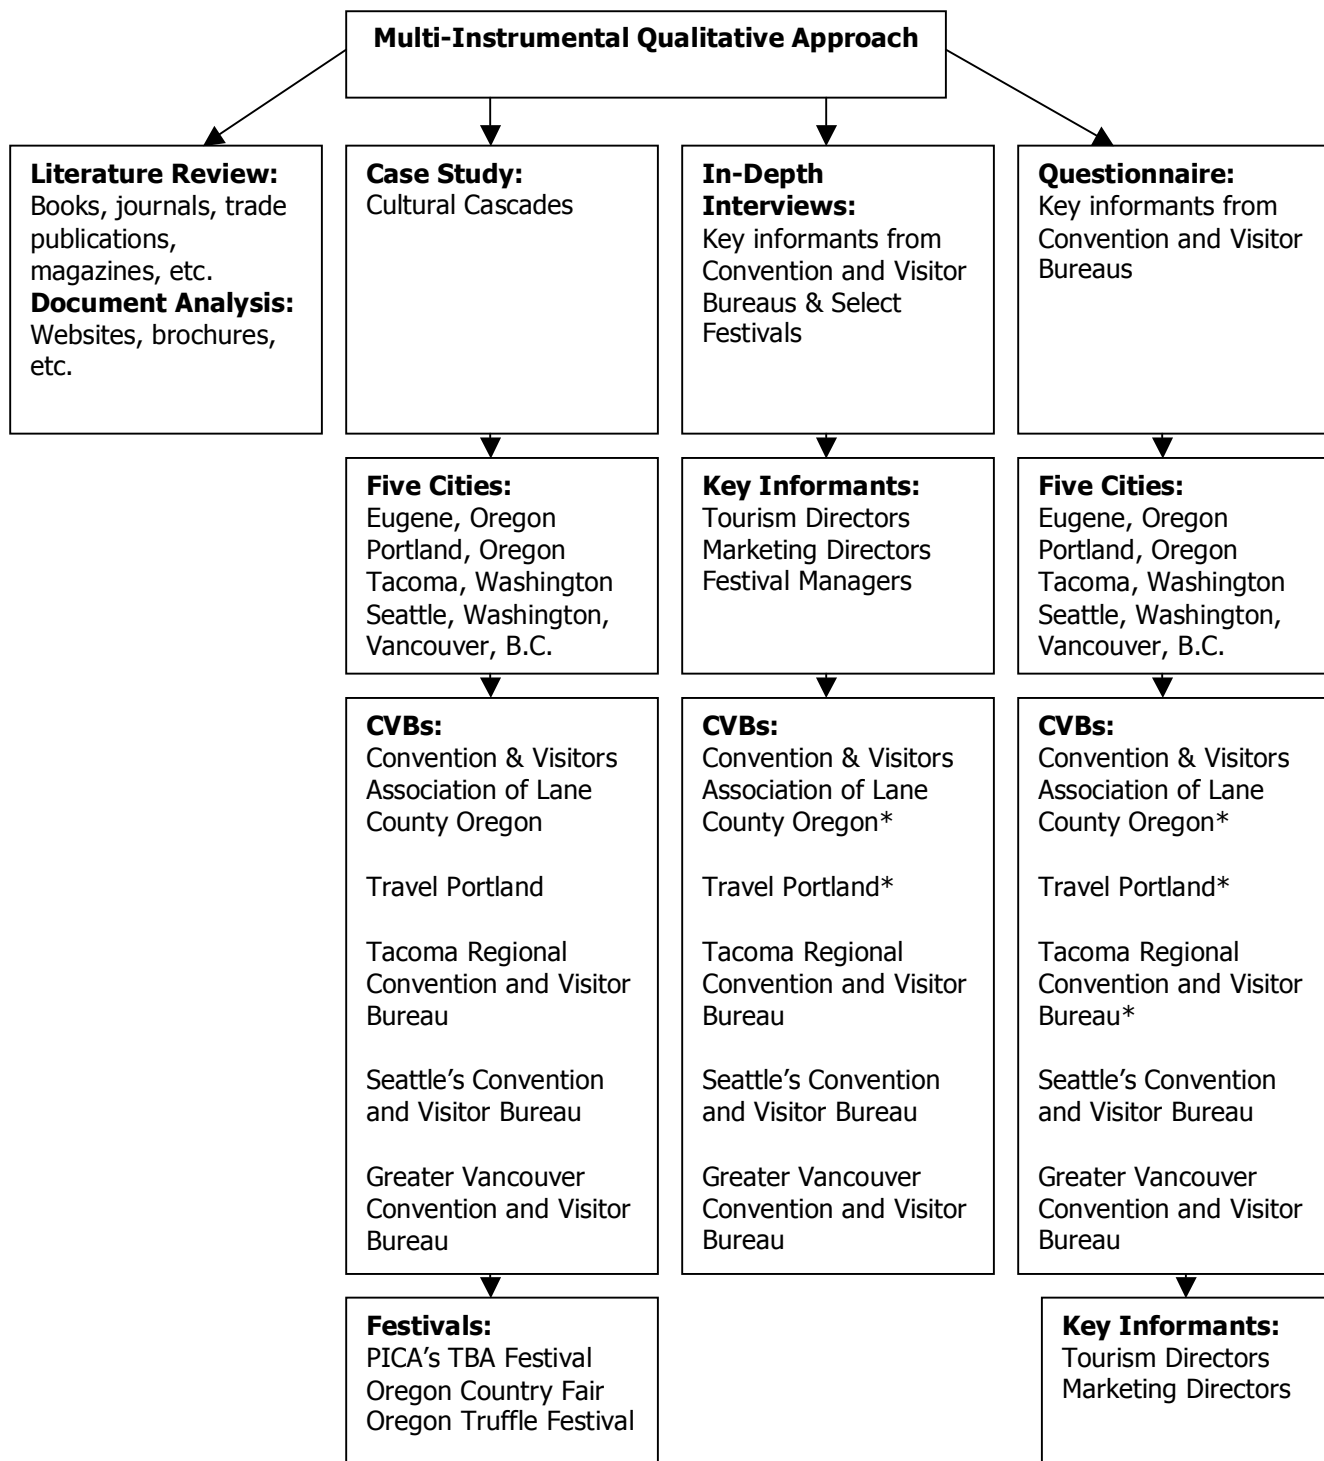 Multi-Instrumental Qualitative Approach
Literature Review:
Books, journals, trade
publications,
magazines, etc.
Document Analysis:
Websites, brochures,
etc.
Case Study:
Cultural Cascades
In-Depth
Interviews:
Key informants from
Convention and Visitor
Bureaus & Select
Festivals
Questionnaire:
Key informants from
Convention and Visitor
Bureaus
Five Cities:
Eugene, Oregon
Portland, Oregon
Tacoma, Washington
Seattle, Washington,
Vancouver, B.C.
Key Informants:
Tourism Directors
Marketing Directors
Festival Managers
Five Cities:
Eugene, Oregon
Portland, Oregon
Tacoma, Washington
Seattle, Washington,
Vancouver, B.C.
CVBs:
Convention & Visitors
Association of Lane
County Oregon
Travel Portland
Tacoma Regional
Convention and Visitor
Bureau
Seattle’s Convention
and Visitor Bureau
Greater Vancouver
Convention and Visitor
Bureau
CVBs:
Convention & Visitors
Association of Lane
County Oregon*
Travel Portland*
Tacoma Regional
Convention and Visitor
Bureau
Seattle’s Convention
and Visitor Bureau
Greater Vancouver
Convention and Visitor
Bureau
CVBs:
Convention & Visitors
Association of Lane
County Oregon*
Travel Portland*
Tacoma Regional
Convention and Visitor
Bureau*
Seattle’s Convention
and Visitor Bureau
Greater Vancouver
Convention and Visitor
Bureau
Festivals:
PICA’s TBA Festival
Oregon Country Fair
Oregon Truffle Festival
Key Informants:
Tourism Directors
Marketing Directors